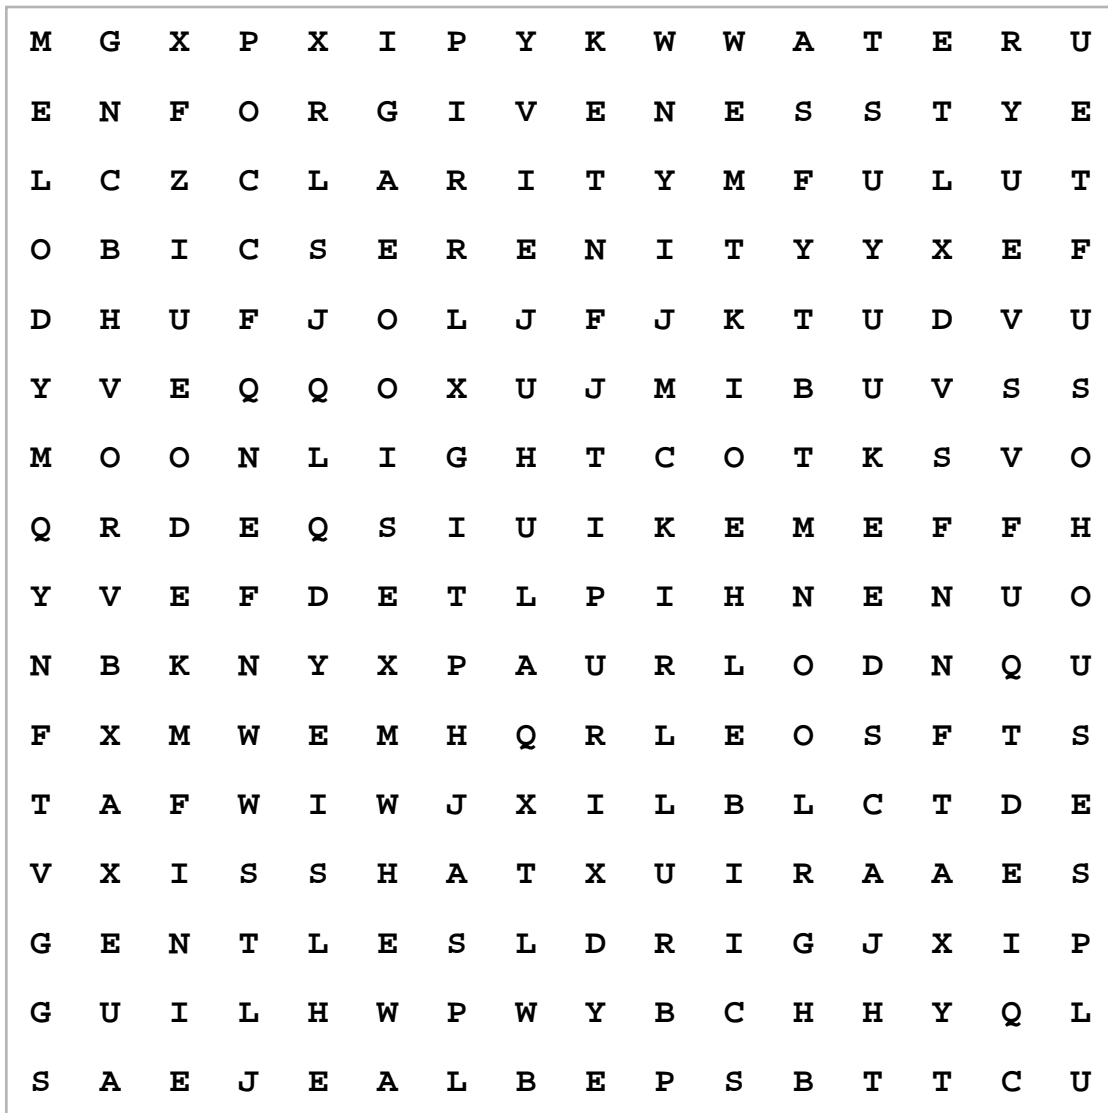 M G X P X I P Y K W W A T E R U
E N F O R G I V E N E S S T Y E
L C Z C L A R I T Y M F U L U T
O B I C S E R E N I T Y Y X E F
D H U F J O L J F J K T U D V U
Y V E Q Q O X U J M I B U V S S
M O O N L I G H T C O T K S V O
Q R D E Q S I U I K E M E F F H
Y V E F D E T L P I H N E N U O
N B K N Y X P A U R L O D N Q U
F X M W E M H Q R L E O S F T S
T A F W I W J X I L B L C T D E
V X I S S H A T X U I R A A E S
G E N T L E S L D R I G J X I P
G U I L H W P W Y B C H H Y Q L
S A E J E A L B E P S B T T C U